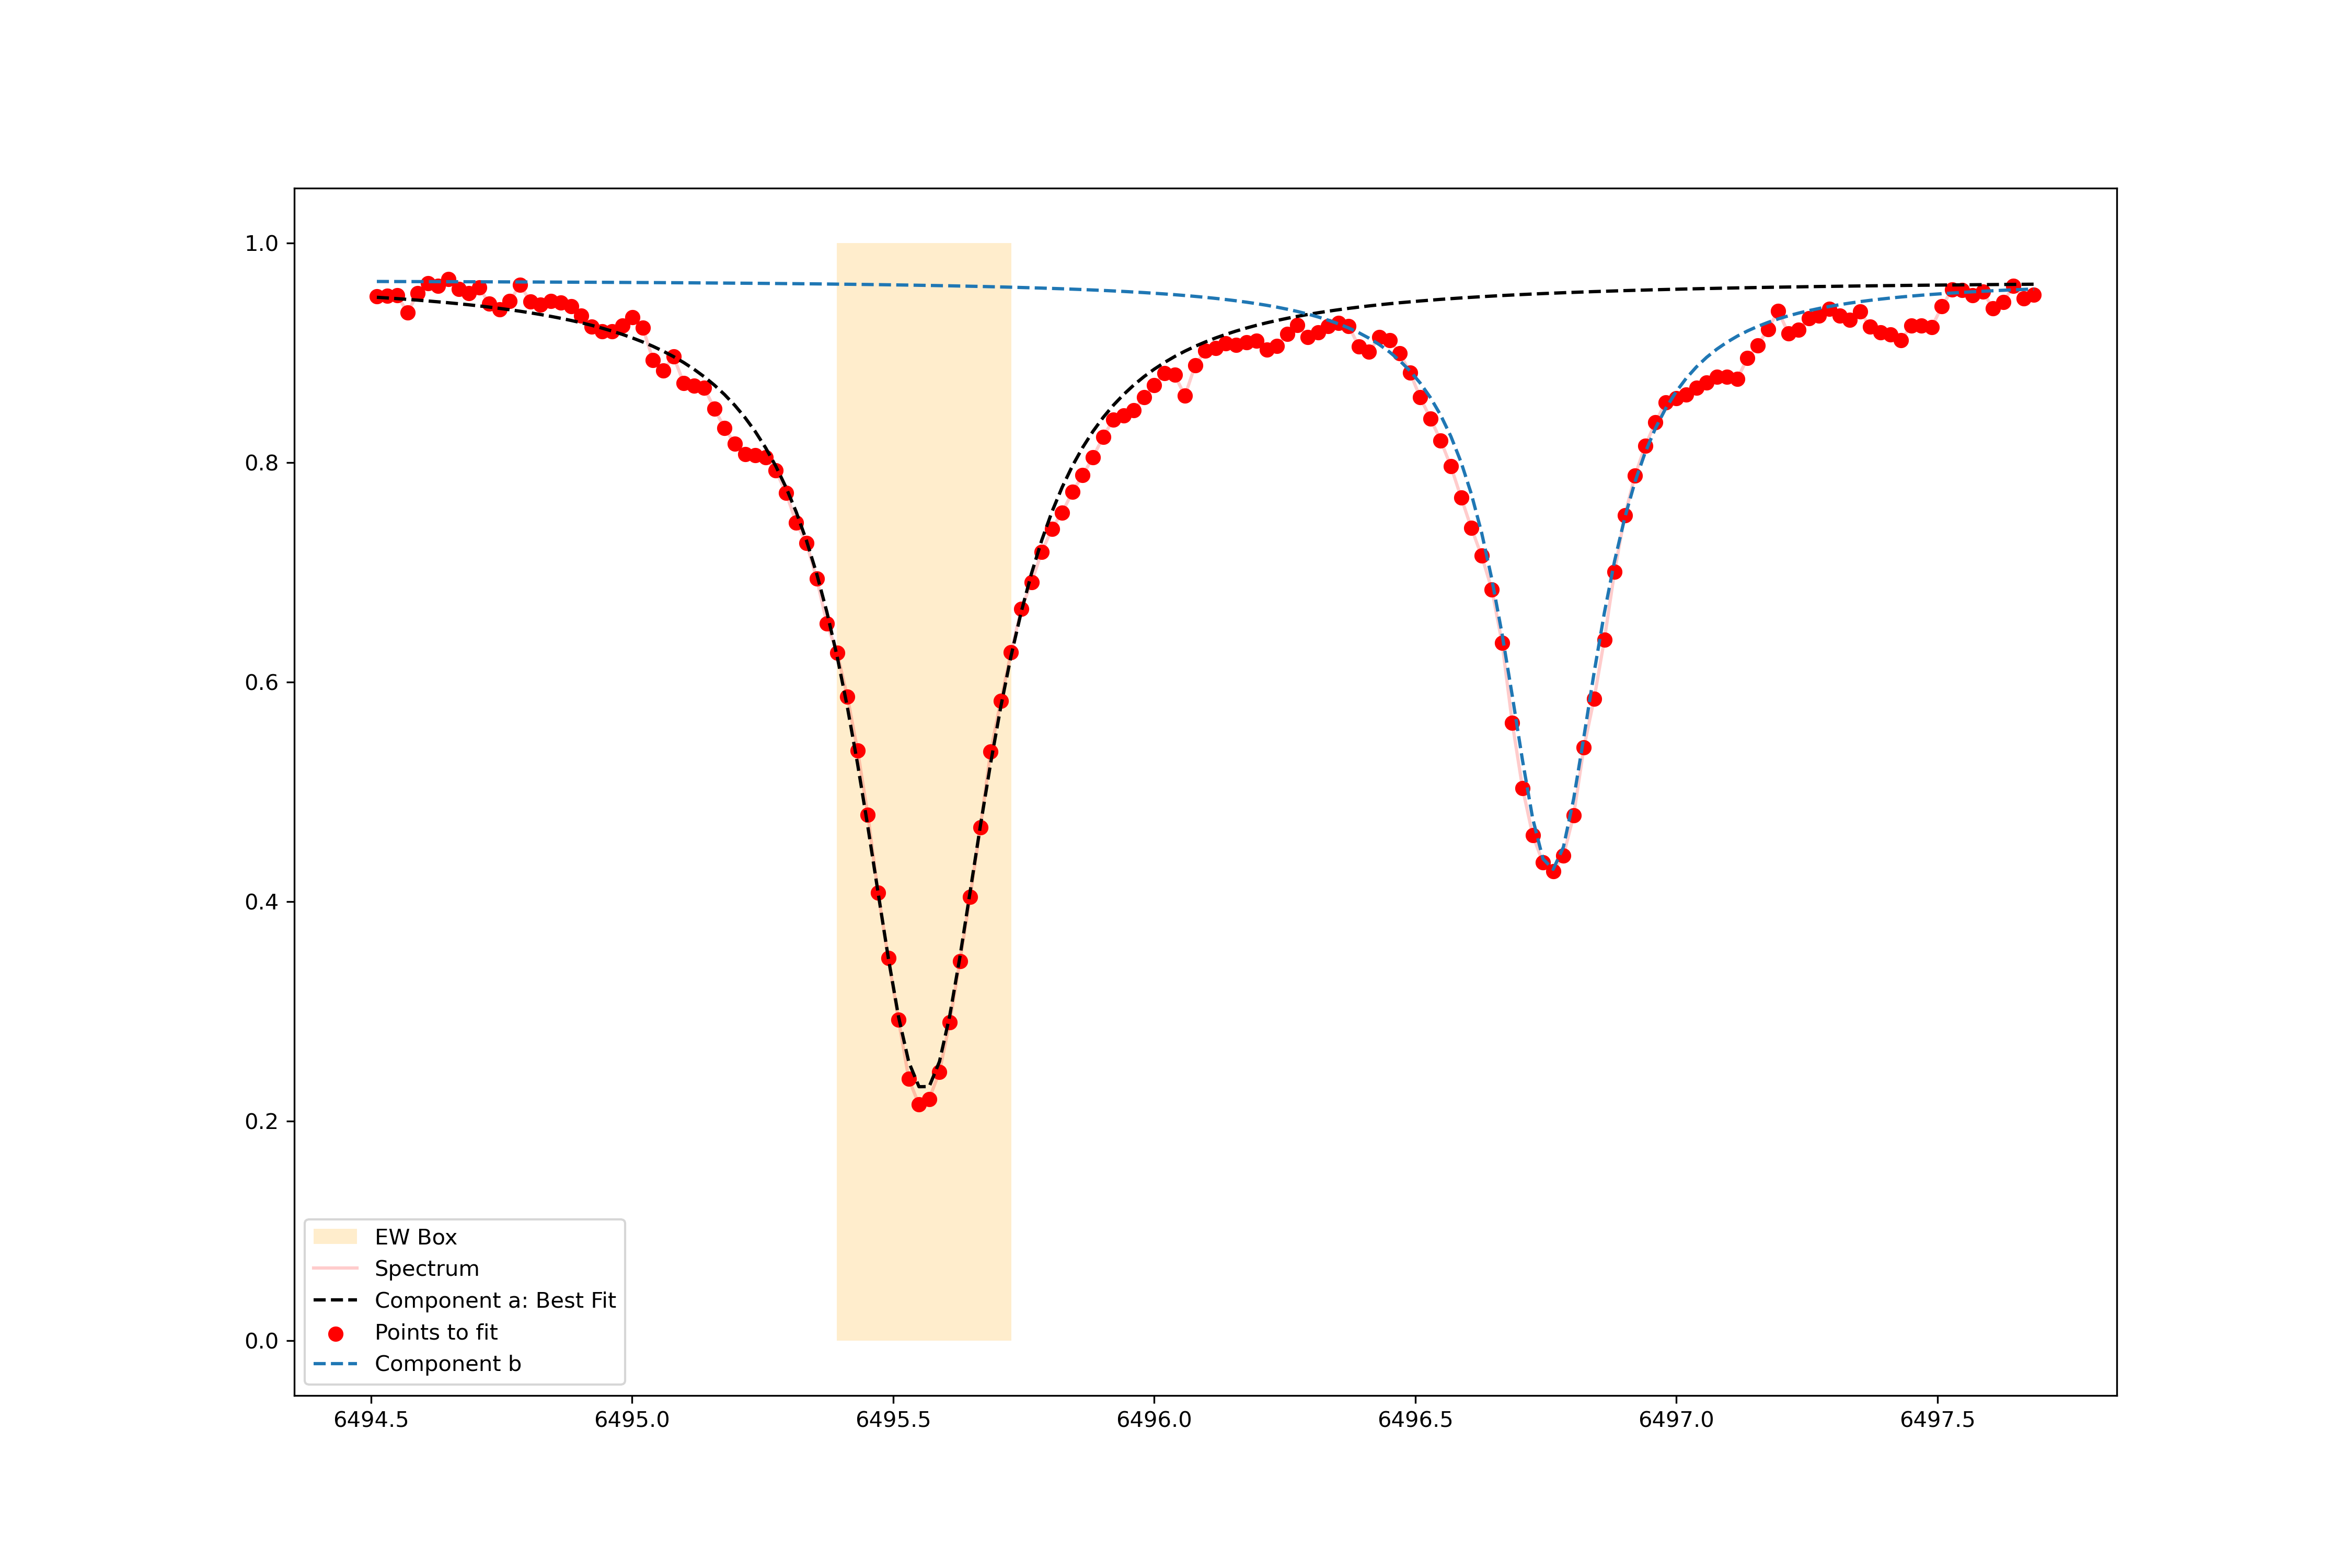 1.0
0.8
0.6
0.4
0.2
0.0
EW Box
Spectrum
Component a: Best Fit
Points to fit
Component b
6494.5 6495.0 6495.5 6496.0 6496.5 6497.0 6497.5